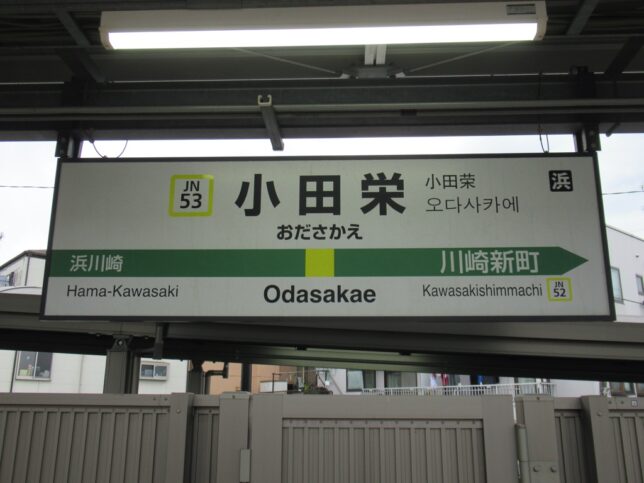 JN
53
小田栄
おださかえ
小田荣
오다사카에
浜
浜川崎
川崎新町
Hama-Kawasaki
Odasakae
Kawasakishimmachi
JN
52